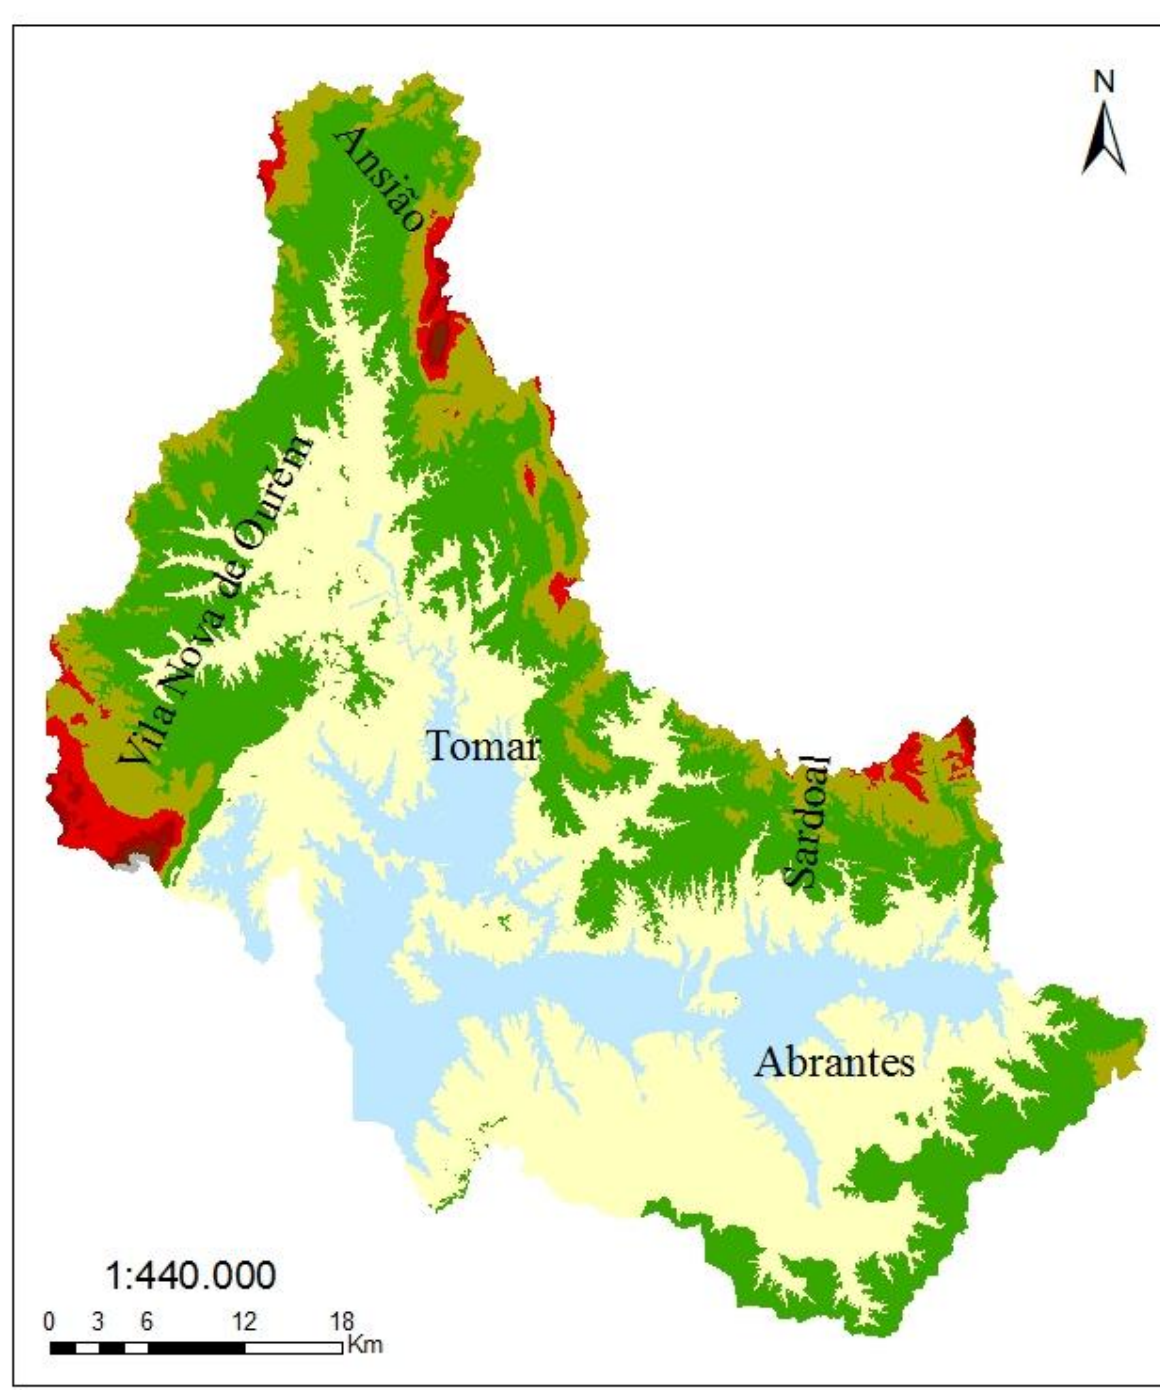 N
Ansião
Vila Nova de Ourém
Tomar
Sardoal
Abrantes
1:440.000
0 3 6 12 18
Km